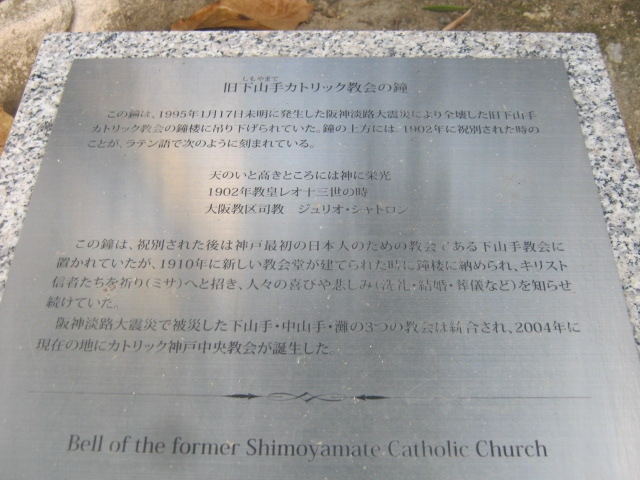 しもやまて
旧下山手カトリック教会の鐘
この鐘は、1995年1月17日未明に発生した阪神淡路大震災により全壊した旧下山手
カトリック教会の鐘楼に吊り下げられていた。鐘の上方には 1902年に祝別された時の
ことが、ラテン語で次のように刻まれている。
天のいと高きところには神に栄光
1902年教皇レオ十三世の時
大阪教区司教 ジュリオ・シャトロン
この鐘は、祝別された後は神戸最初の日本人のための教会である下山手教会に
置かれていたが、1910年に新しい教会堂が建てられた時に鐘楼に納められ、キリスト
信者たちを祈り(ミサ)へと招き、人々の喜びや悲しみ(洗礼・結婚・葬儀など)を知らせ
続けていた。
阪神淡路大震災で被災した下山手・中山手・灘の3つの教会は統合され、2004年に
現在の地にカトリック神戸中央教会が誕生した
Bell of the former Shimoyamate Catholic Church